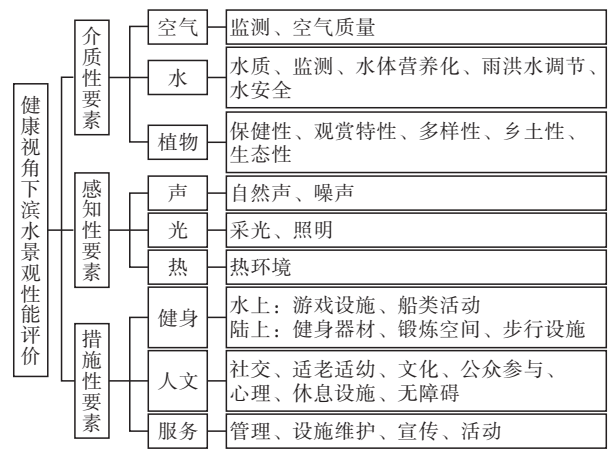 健康视角下滨水景观性能评价
介质性要素
空气
监测、空气质量
水
水质、监测、水体营养化、雨洪水调节、
水安全
植物
保健性、观赏特性、多样性、乡土性、
生态性
感知性要素
声
自然声、噪声
光
采光、照明
热
热环境
措施性要素
健身
水上：游戏设施、船类活动
陆上：健身器材、锻炼空间、步行设施
人文
社交、适老适幼、文化、公众参与、
心理、休息设施、无障碍
服务
管理、设施维护、宣传、活动